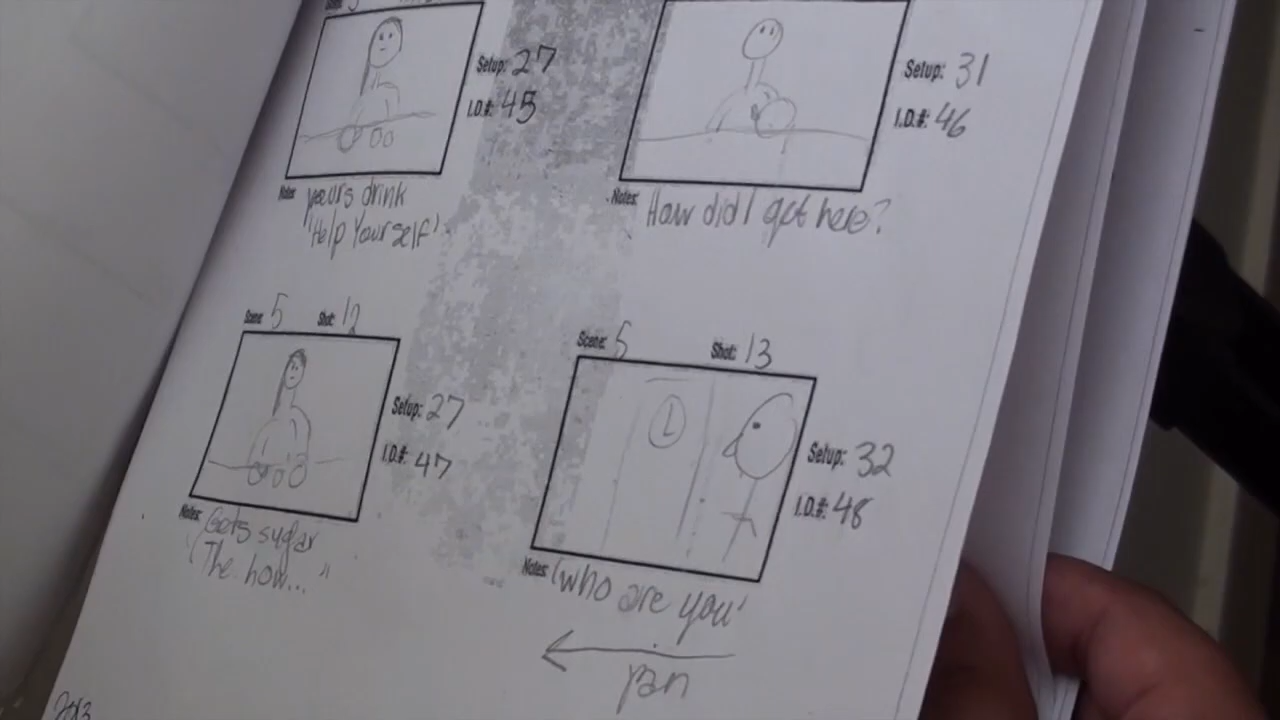 Setup: 27
I.D.#: 45
Notes:
drink
"Help Yourself"
Setup: 31
I.D.#: 46
Notes: How did I get here?
Scene: 5 Shot: 12
Setup: 27
I.D.#: 47
Notes: Gets sugar
"The how..."
Scene: 5 Shot: 13
Setup: 32
I.D.#: 48
Notes: "who are you"
pan